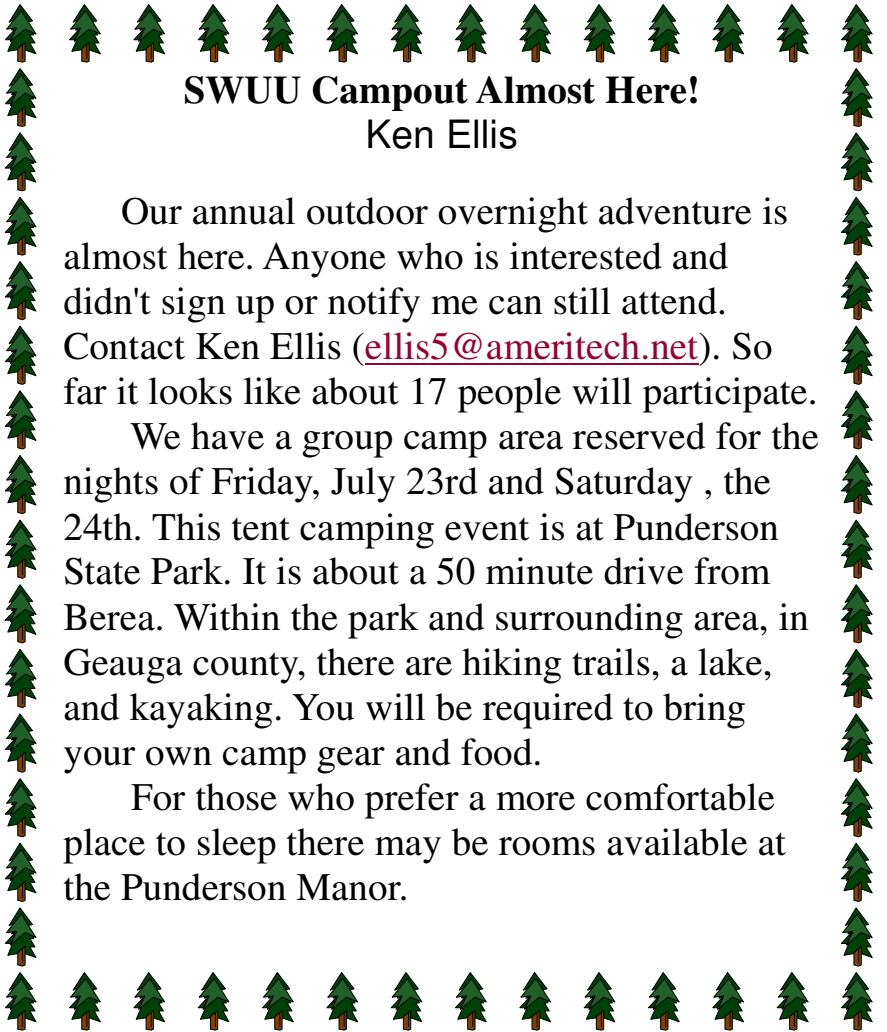 SWUU Campout Almost Here!
Ken Ellis
Our annual outdoor overnight adventure is
almost here. Anyone who is interested and
didn't sign up or notify me can still attend.
Contact Ken Ellis (ellis5@ameritech.net). So
far it looks like about 17 people will participate.
We have a group camp area reserved for the
nights of Friday, July 23rd and Saturday , the
24th. This tent camping event is at Punderson
State Park. It is about a 50 minute drive from
Berea. Within the park and surrounding area, in
Geauga county, there are hiking trails, a lake,
and kayaking. You will be required to bring
your own camp gear and food.
For those who prefer a more comfortable
place to sleep there may be rooms available at
the Punderson Manor.